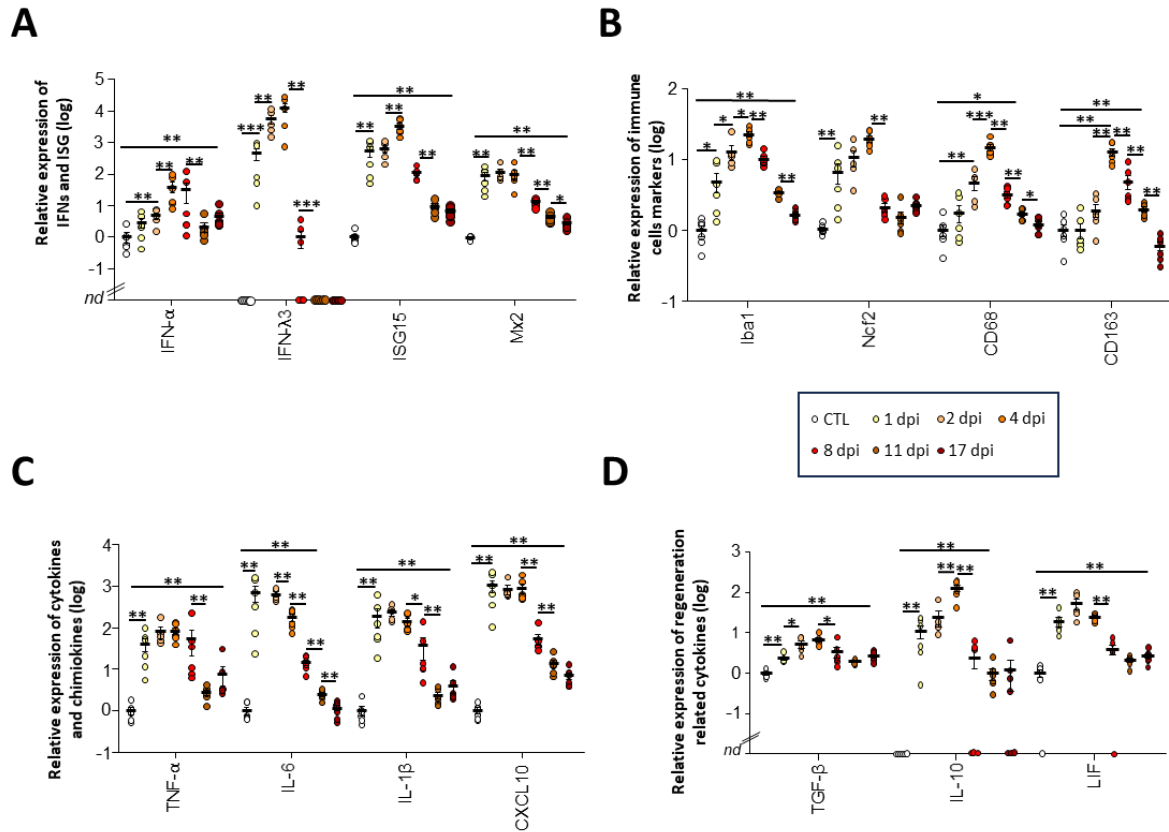 A
Relative expression of
IFNs and ISG (log)
5
4
3
2
1
0
-1
nd
** ** ** **
*** ** ** ***
** ** ** **
** ** ** ** *
IFN-α
IFN-λ3
ISG15
Mx2
B
Relative expression of immune
cells markers (log)
2
1
0
-1
** * * * ** **
** **
* ** *** ** ** *
** ** ** ** ** **
Iba1
Ncf2
CD68
CD163
CTL 1 dpi 2 dpi 4 dpi
8 dpi 11 dpi 17 dpi
C
Relative expression of cytokines
and chimiokines (log)
4
3
2
1
0
-1
** ** **
** ** ** ** ** **
** ** * **
** ** ** ** **
TNF-α
IL-6
IL-1β
CXCL10
D
Relative expression of regeneration
related cytokines (log)
3
2
1
0
-1
nd
** ** * *
** ** ** **
** ** **
TGF-β
IL-10
LIF